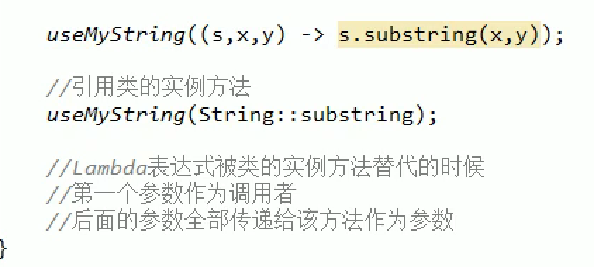 useMyString((s,x,y) -> s.substring(x,y));
//引用类的实例方法
useMyString(String::substring);
//Lambda表达式被类的实例方法替代的时候
//第一个参数作为调用者
//后面的参数全部传递给该方法作为参数
}